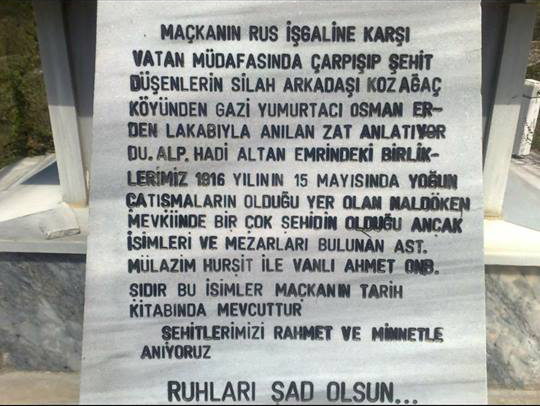 MAÇKANIN RUS İŞGALİNE KARŞI
VATAN MÜDAFASINDA ÇARPIŞIP ŞEHİT
DÜŞENLERİN SİLAH ARKADAŞI KOZAĞAÇ
KÖYÜNDEN GAZİ YUMURTACI OSMAN ER-
DEN LAKABIYLA ANILAN ZAT ANLATIYOR
DU. ALP. HADİ ALTAN EMRİNDEKİ BİRLİK-
LERİMİZ 1916 YILININ 15 MAYISINDA YOĞUN
ÇATISMALARIN OLDUĞU YER OLAN NALDÖKEN
MEVKİİNDE BİR ÇOK ŞEHİDİN OLDUĞU ANCAK
İSİMLERİ VE MEZARLARI BULUNAN AST.
MÜLAZIM HURŞİT İLE VANLI AHMET ONB.
SIDIR BU İSİMLER MAÇKANIN TARİH
KİTABINDA MEVCUTTUR
ŞEHİTLERİMİZİ RAHMET VE MİNNETLE
ANIYORUZ
RUHLARI ŞAD OLSUN...